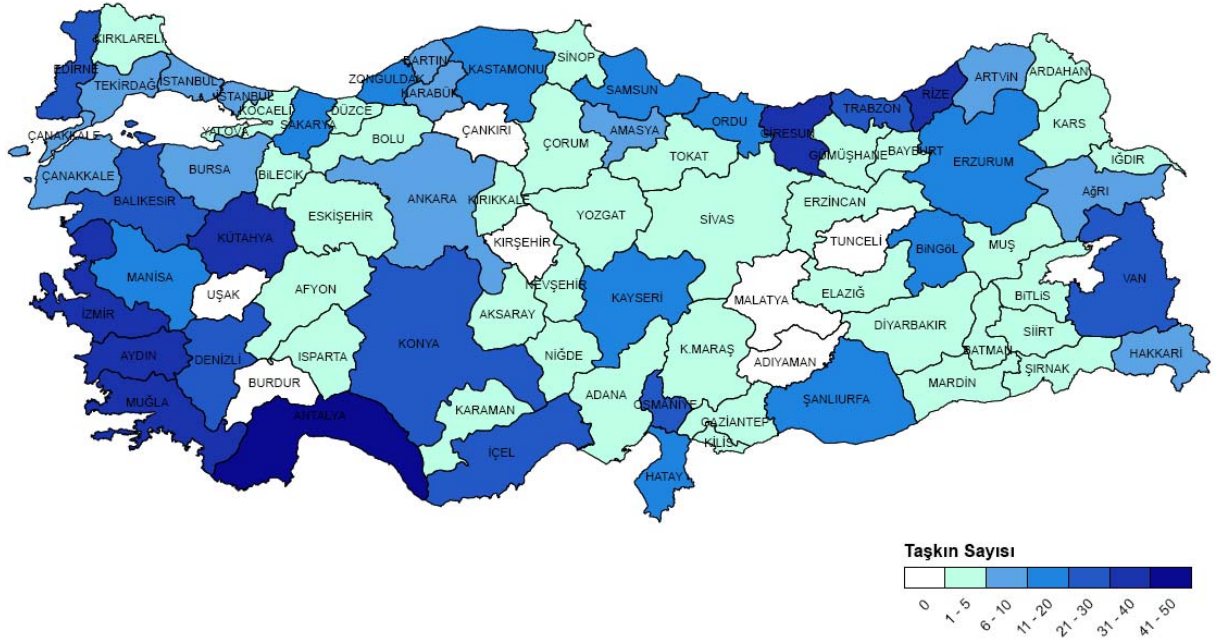 KIRKLARELİ
EDİRNE
TEKİRDAĞ
İSTANBUL
İSTANBUL
KOCAELİ
YALOVA
SAKARYA
DÜZCE
ZONGULDAK
BARTIN
KARABÜK
KASTAMONU
SİNOP
SAMSUN
ORDU
GİRESUN
TRABZON
RİZE
ARTVİN
ARDAHAN
KARS
IĞDIR
ÇANAKKALE
ÇANAKKALE
BURSA
BİLECİK
BOLU
ÇANKIRI
ÇORUM
AMASYA
TOKAT
GÜMÜŞHANE
BAYBURT
ERZURUM
AĞRI
BALIKESİR
KÜTAHYA
ESKİŞEHİR
ANKARA
KIRIKKALE
YOZGAT
SİVAS
ERZİNCAN
KIRŞEHİR
TUNCELİ
BİNGÖL
MUŞ
VAN
MANİSA
UŞAK
AFYON
NEVŞEHİR
KAYSERİ
MALATYA
ELAZIĞ
BİTLİS
İZMİR
AKSARAY
DİYARBAKIR
SİİRT
AYDIN
DENİZLİ
ISPARTA
KONYA
NİĞDE
K.MARAŞ
ADIYAMAN
BATMAN
ŞIRNAK
HAKKARİ
BURDUR
MARDİN
MUĞLA
ANTALYA
KARAMAN
ADANA
OSMANİYE
GAZİANTEP
ŞANLIURFA
KİLİS
İÇEL
HATAY
Taşkın Sayısı
0
1 - 5
6 - 10
11 - 20
21 - 30
31 - 40
41 - 50